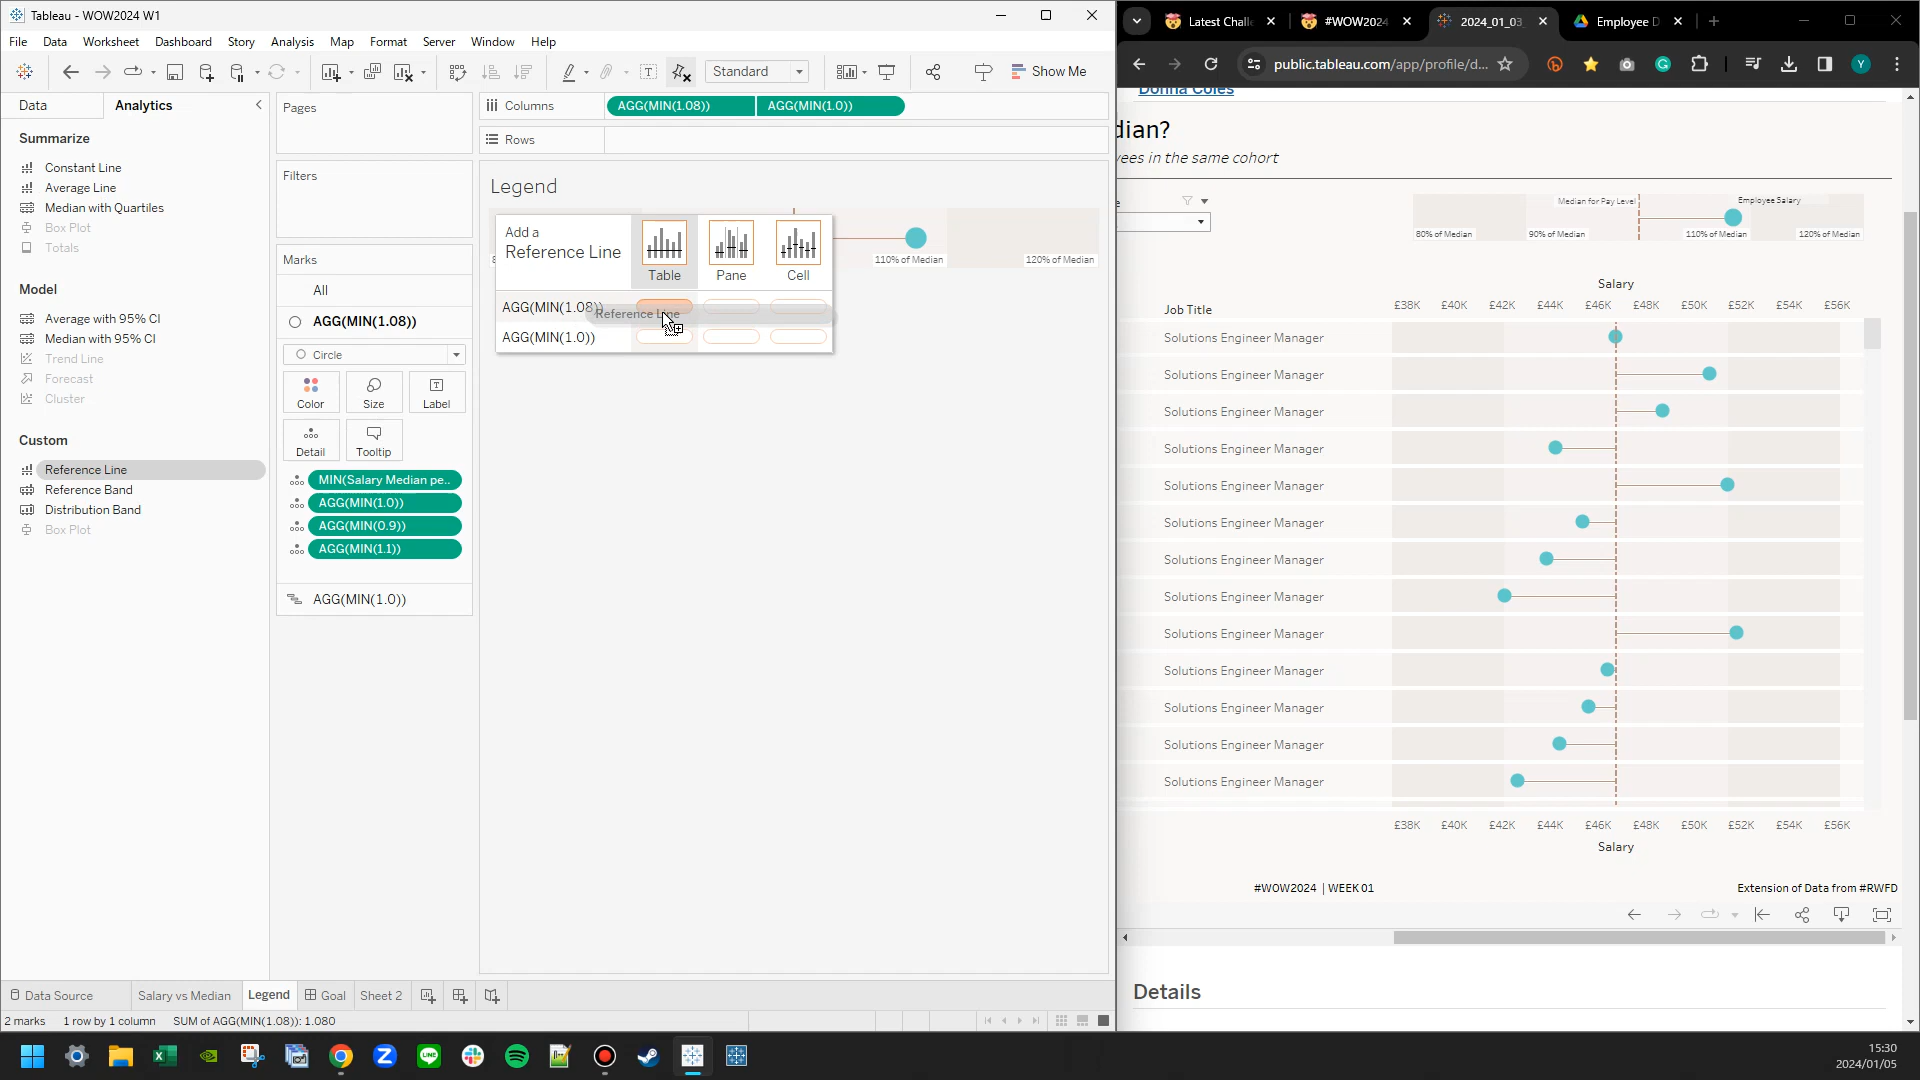 Tableau - WOW2024 W1
File Data Worksheet Dashboard Story Analysis Map Format Server Window Help
Standard
Show Me
Data
Analytics
Summarize
Constant Line
Average Line
Median with Quartiles
Box Plot
Totals
Model
Average with 95% CI
Median with 95% CI
Trend Line
Forecast
Cluster
Custom
Reference Line
Reference Band
Distribution Band
Box Plot
Pages
Filters
Marks
All
AGG(MIN(1.08))
Circle
Color
Size
Label
Detail
Tooltip
MIN(Salary Median pe..
AGG(MIN(1.0))
AGG(MIN(0.9))
AGG(MIN(1.1))
AGG(MIN(1.0))
Columns
AGG(MIN(1.08)) AGG(MIN(1.0))
Rows
Legend
Add a
Reference Line
Table
Pane
Cell
AGG(MIN(1.08))
AGG(MIN(1.0))
Reference Line
110% of Median
120% of Median
Data Source
Salary vs Median
Legend
Goal
Sheet 2
2 marks 1 row by 1 column SUM of AGG(MIN(1.08)): 1.080
Latest Chall
#WOW2024
2024_01_03
Employee D
public.tableau.com/app/profile/d...
Y
Donna Coles
dian?
ees in the same cohort
e
Median for Pay Level
Employee Salary
80% of Median
90% of Median
110% of Median
120% of Median
Salary
Job Title
£38K £40K £42K £44K £46K £48K £50K £52K £54K £56K
Solutions Engineer Manager
Solutions Engineer Manager
Solutions Engineer Manager
Solutions Engineer Manager
Solutions Engineer Manager
Solutions Engineer Manager
Solutions Engineer Manager
Solutions Engineer Manager
Solutions Engineer Manager
Solutions Engineer Manager
Solutions Engineer Manager
Solutions Engineer Manager
Solutions Engineer Manager
£38K £40K £42K £44K £46K £48K £50K £52K £54K £56K
Salary
#WOW2024 | WEEK 01
Extension of Data from #RWFD
Details
15:30
2024/01/05